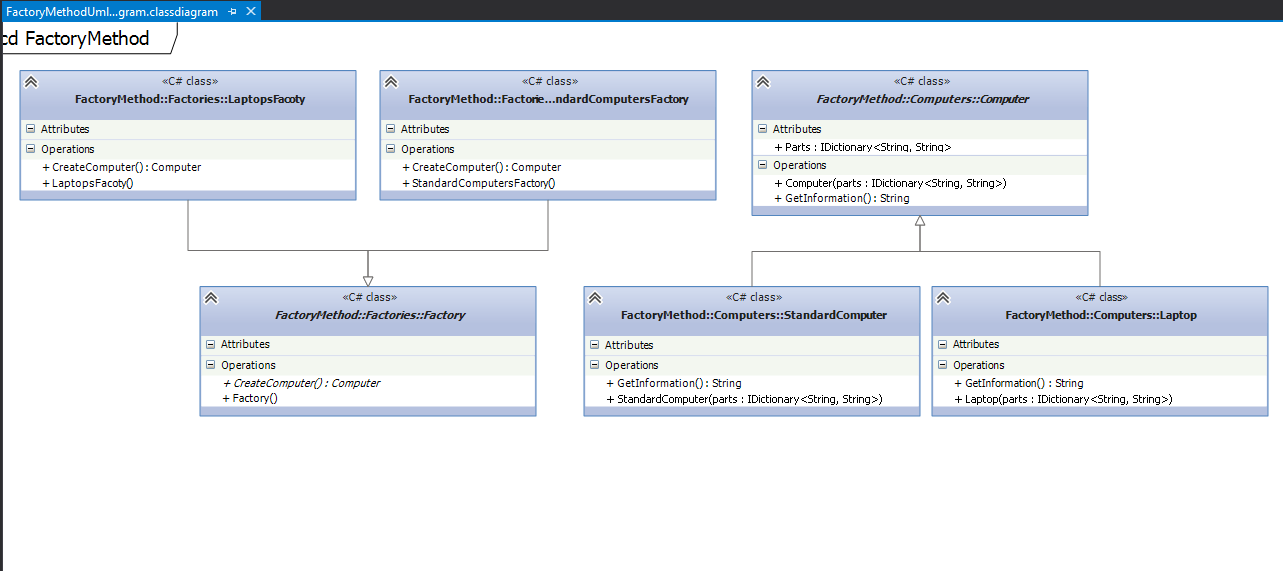 FactoryMethodUml...gram.classdiagram
cd FactoryMethod
«C# class»
FactoryMethod::Factories::LaptopsFacoty
Attributes
Operations
+ CreateComputer() : Computer
+ LaptopsFacoty()
«C# class»
FactoryMethod::Factorie...ndardComputersFactory
Attributes
Operations
+ CreateComputer() : Computer
+ StandardComputersFactory()
«C# class»
FactoryMethod::Computers::Computer
Attributes
+ Parts : IDictionary<String, String>
Operations
+ Computer(parts : IDictionary<String, String>)
+ GetInformation() : String
«C# class»
FactoryMethod::Factories::Factory
Attributes
Operations
+ CreateComputer() : Computer
+ Factory()
«C# class»
FactoryMethod::Computers::StandardComputer
Attributes
Operations
+ GetInformation() : String
+ StandardComputer(parts : IDictionary<String, String>)
«C# class»
FactoryMethod::Computers::Laptop
Attributes
Operations
+ GetInformation() : String
+ Laptop(parts : IDictionary<String, String>)